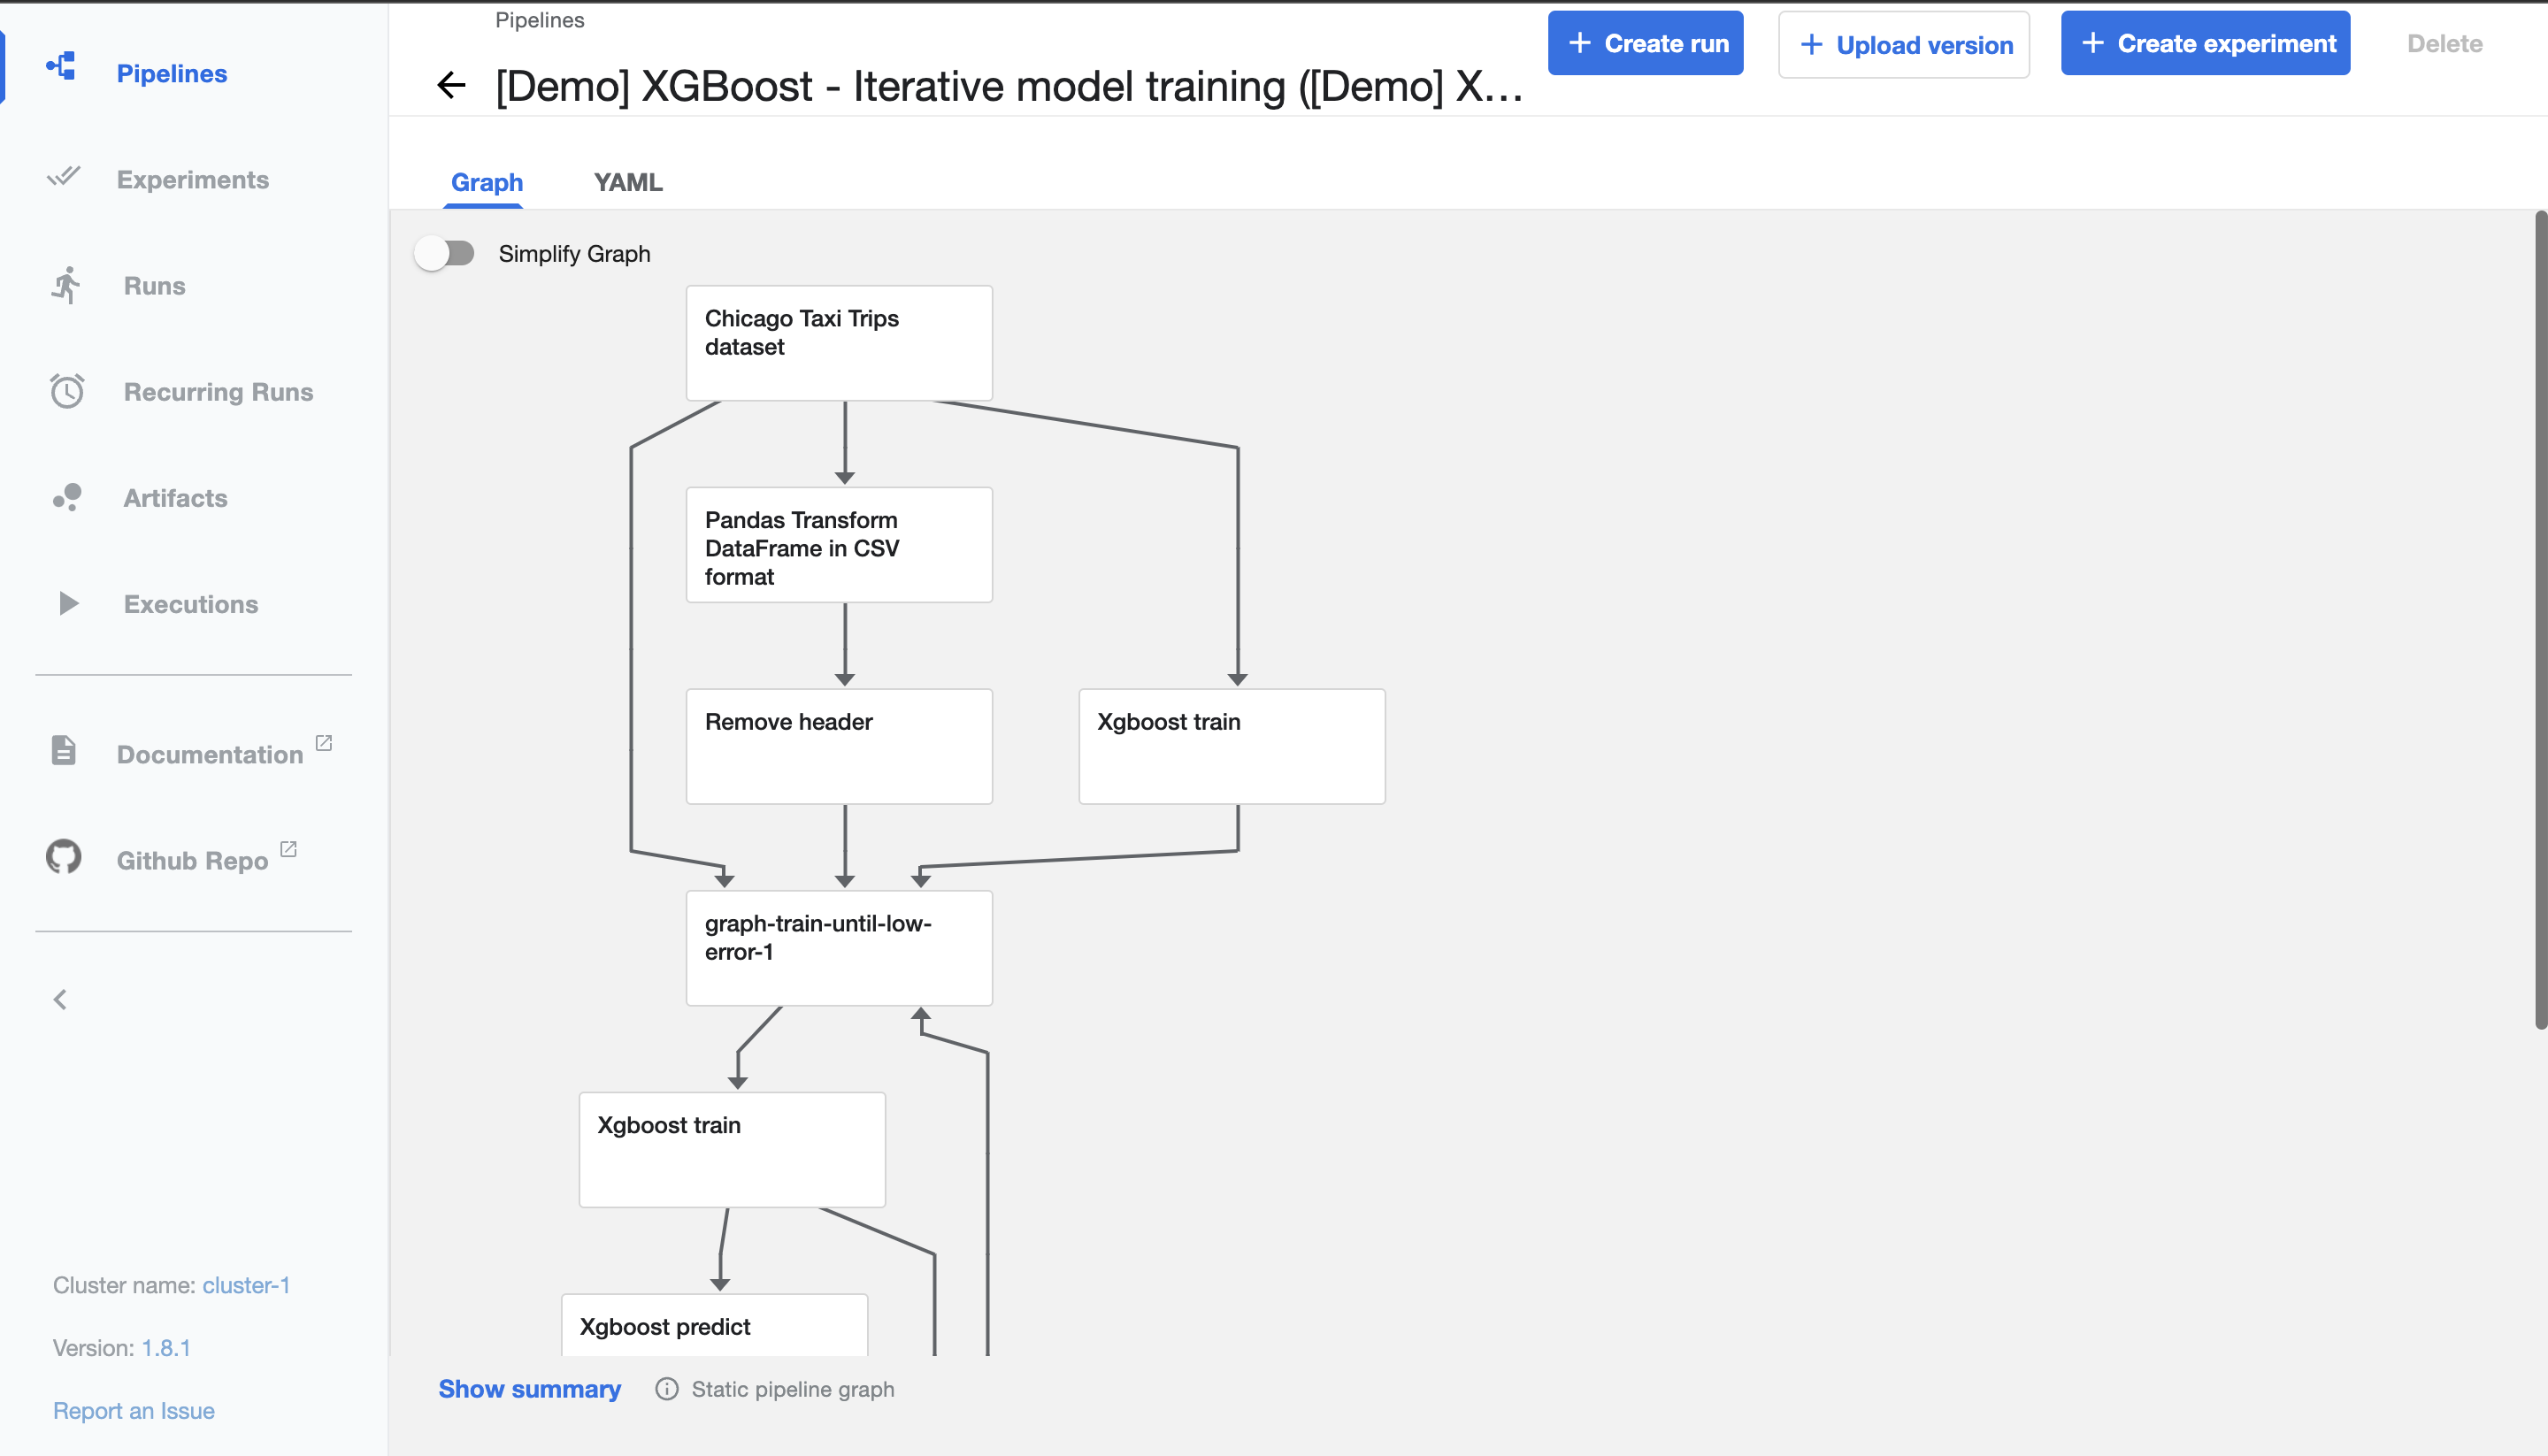 Pipelines
Experiments
Runs
Recurring Runs
Artifacts
Executions
Documentation
Github Repo
Cluster name: cluster-1
Version: 1.8.1
Report an Issue
Pipelines
[Demo] XGBoost - Iterative model training ([Demo] X...
+ Create run
+ Upload version
+ Create experiment
Delete
Graph
YAML
Simplify Graph
Chicago Taxi Trips
dataset
Pandas Transform
DataFrame in CSV
format
Remove header
Xgboost train
graph-train-until-low-
error-1
Xgboost train
Xgboost predict
Show summary
Static pipeline graph